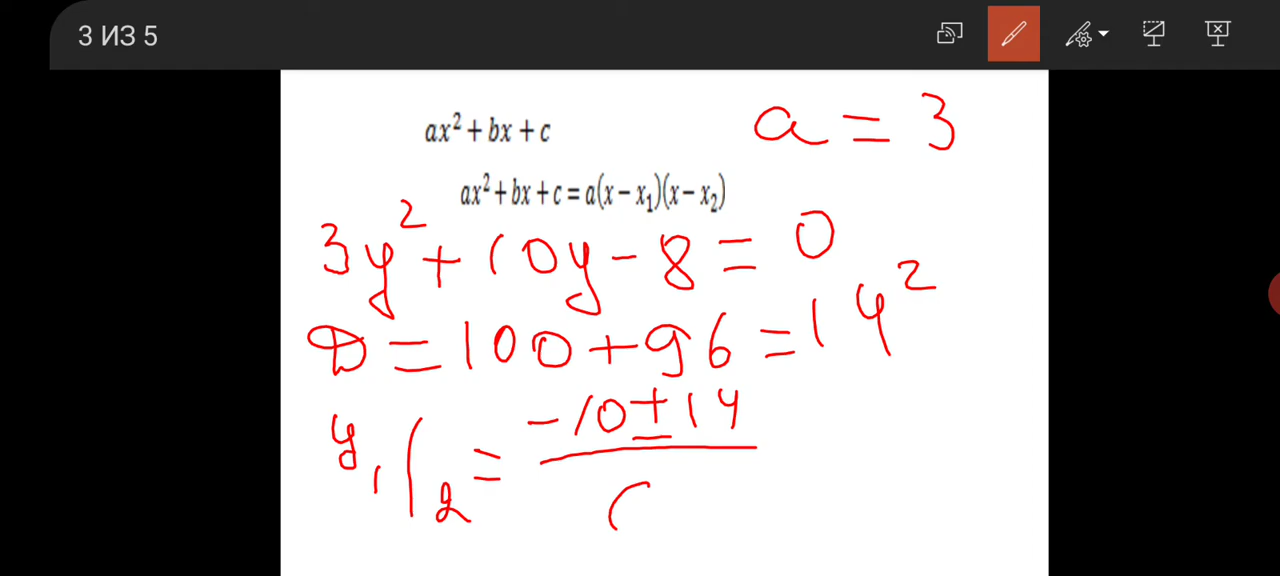 3 ИЗ 5
ax² + bx + c
a = 3
ax² + bx + c = a(x − x₁)(x − x₂)
3y² + 10y − 8 = 0
D = 100 + 96 = 14²
y₁/₂ = (−10 ± 14) /